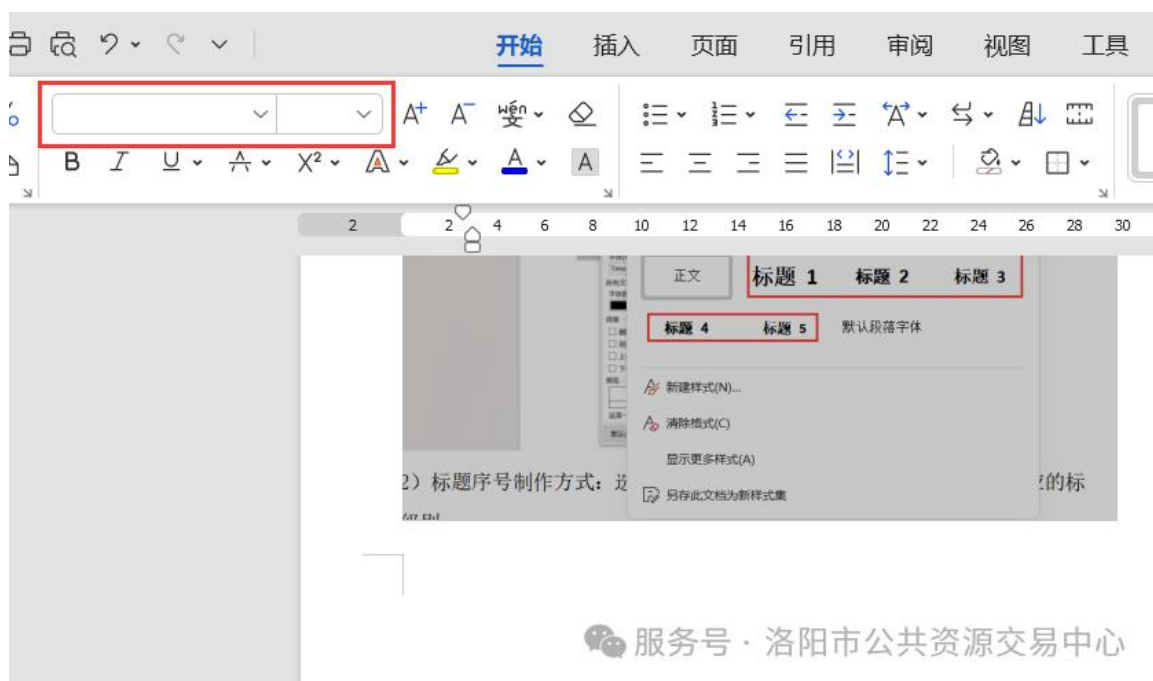 开始 插入 页面 引用 审阅 视图 工具
A+ A- wén 变
B I U A X² A A A
2 2 4 6 8 10 12 14 16 18 20 22 24 26 28 30
正文 标题 1 标题 2 标题 3
标题 4 标题 5 默认段落字体
新建样式(N)...
清除格式(C)
显示更多样式(A)
2）标题序号制作方式：选 的标
另存此文档为新样式集
服务号 · 洛阳市公共资源交易中心